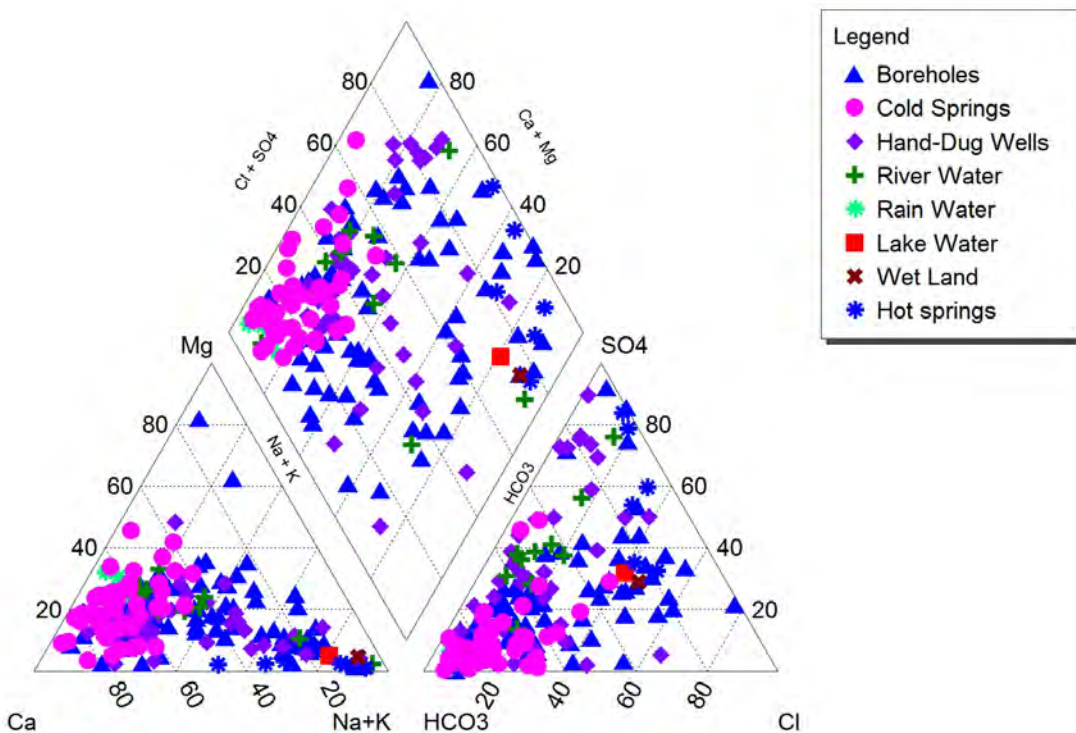 Legend
Boreholes
Cold Springs
Hand-Dug Wells
River Water
Rain Water
Lake Water
Wet Land
Hot springs
80 80
Cl + SO4 Ca + Mg
60 60
40 40
20 20
Mg SO4
Na + K HCO3
80 80
60 60
40 40
20 20
80 60 40 20 20 40 60 80
Ca Na+K HCO3 Cl